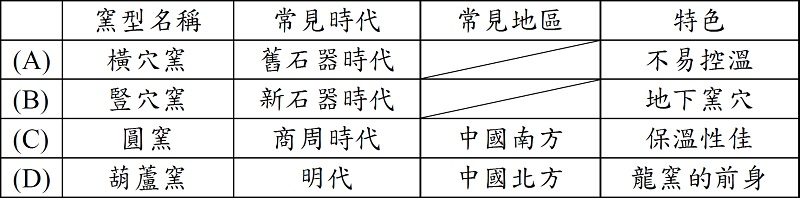 窯型名稱 常見時代 常見地區 特色
(A) 橫穴窯 舊石器時代 不易控溫
(B) 豎穴窯 新石器時代 地下窯穴
(C) 圓窯 商周時代 中國南方 保溫性佳
(D) 葫蘆窯 明代 中國北方 龍窯的前身